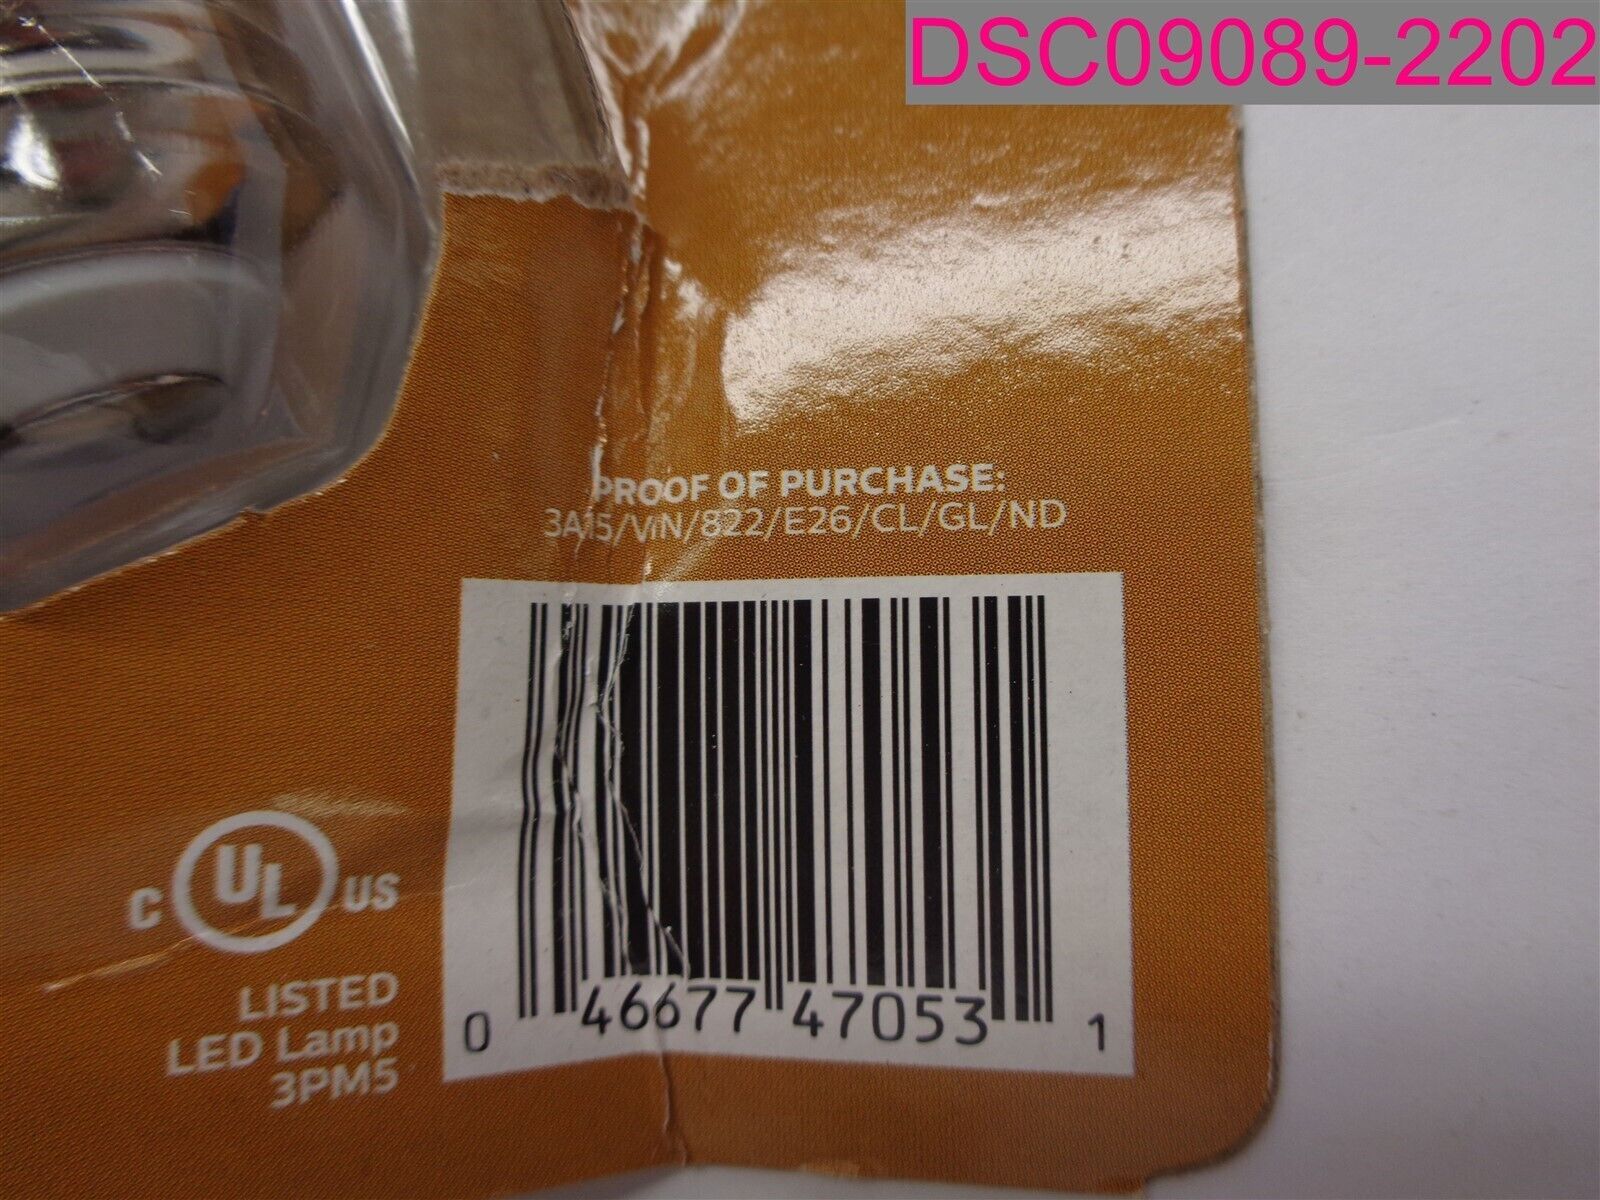 DSC09089-2202
PROOF OF PURCHASE:
3A15/VIN/822/E26/CL/GL/ND
C UL US
LISTED
LED Lamp
3PM5
0 46677 47053 1